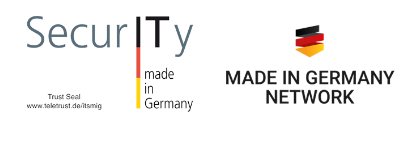 SecurITy
made
in
Germany
Trust Seal
www.teletrust.de/itsmig
MADE IN GERMANY
NETWORK